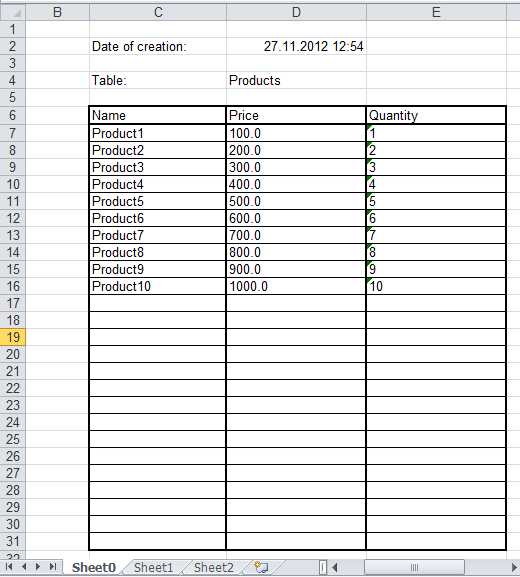 B C D E
1
2 Date of creation: 27.11.2012 12:54
3
4 Table: Products
5
6 Name Price Quantity
7 Product1 100.0 1
8 Product2 200.0 2
9 Product3 300.0 3
10 Product4 400.0 4
11 Product5 500.0 5
12 Product6 600.0 6
13 Product7 700.0 7
14 Product8 800.0 8
15 Product9 900.0 9
16 Product10 1000.0 10
17
18
19
20
21
22
23
24
25
26
27
28
29
30
31
32
Sheet0 Sheet1 Sheet2